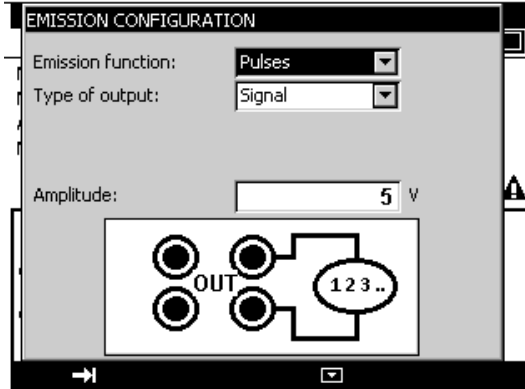 EMISSION CONFIGURATION
Emission function: Pulses
Type of output: Signal
Amplitude: 5 V
OUT 123..